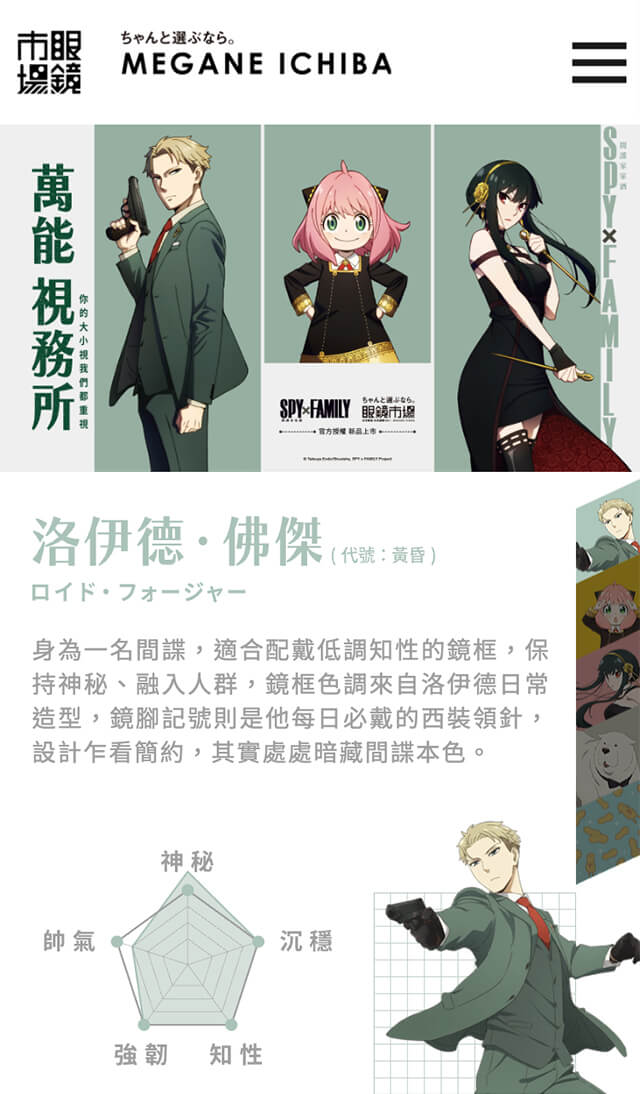 眼鏡市場
ちゃんと選ぶなら。
MEGANE ICHIBA
萬能 視務所
你的大小視我們都重視
SPY×FAMILY
間諜家家酒
SPY×FAMILY
ちゃんと選ぶなら。
眼鏡市場
官方授權 新品上市
© Tatsuya Endo/Shueisha, SPY x FAMILY Project
洛伊德・佛傑(代號：黃昏)
ロイド・フォージャー
身為一名間諜，適合配戴低調知性的鏡框，保
持神秘、融入人群，鏡框色調來自洛伊德日常
造型，鏡腳記號則是他每日必戴的西裝領針，
設計乍看簡約，其實處處暗藏間諜本色。
神秘
帥氣
沉穩
強韌
知性